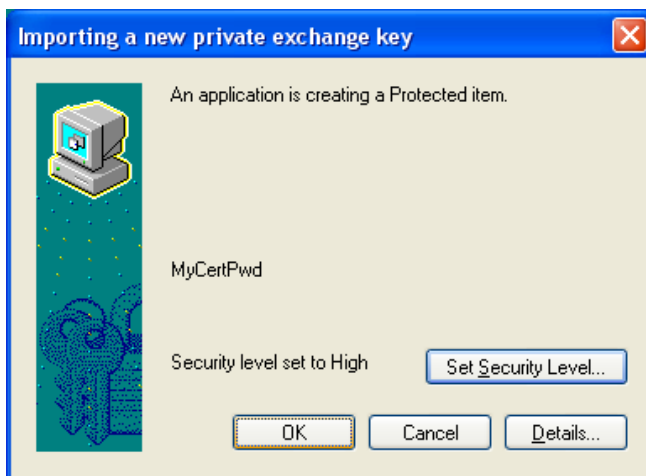 Importing a new private exchange key
An application is creating a Protected item.
MyCertPwd
Security level set to High
Set Security Level...
OK
Cancel
Details...